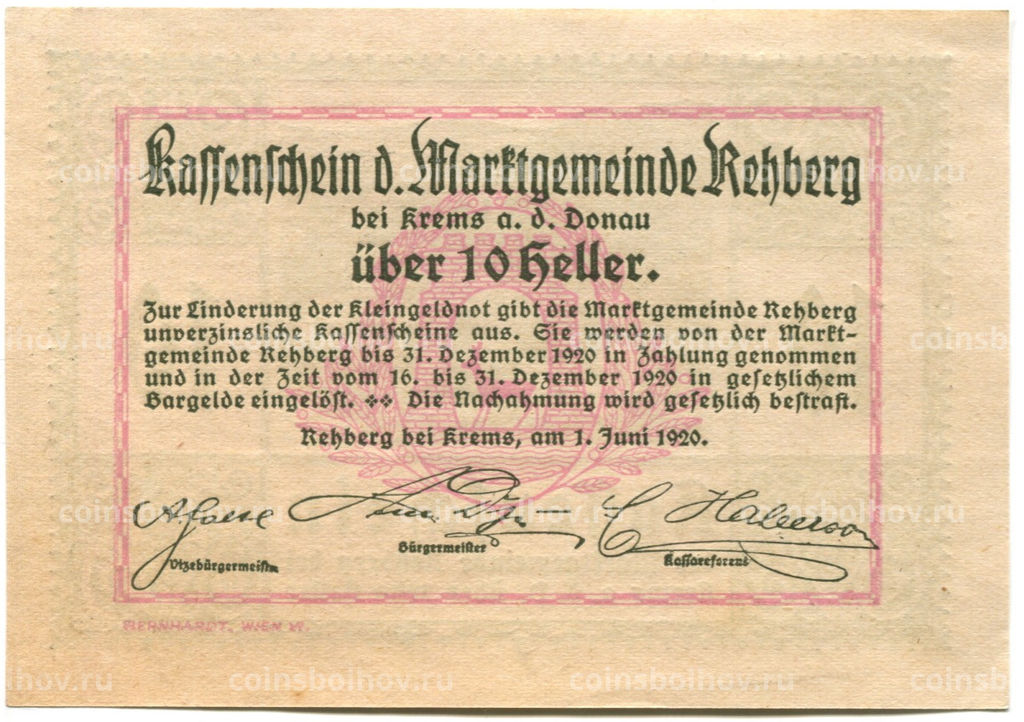 Kassenschein d. Marktgemeinde Rehberg
bei Krems a. d. Donau
über 10 Heller.
Zur Linderung der Kleingeldnot gibt die Marktgemeinde Rehberg
unverzinsliche Kassenscheine aus. Sie werden von der Markt-
gemeinde Rehberg bis 31. Dezember 1920 in Zahlung genommen
und in der Zeit vom 16. bis 31. Dezember 1920 in gesetzlichem
Bargelde eingelöst. Die Nachahmung wird gesetzlich bestraft.
Rehberg bei Krems, am 1. Juni 1920.
Vizebürgermeister
Bürgermeister
Kassareferent
BERNHARDT, WIEN
coinsbolhov.ru